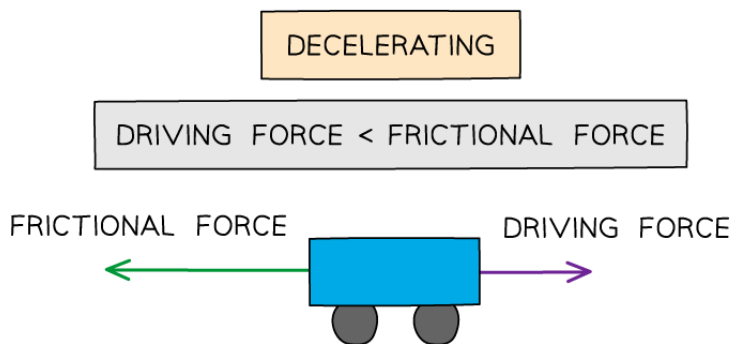 DECELERATING
DRIVING FORCE < FRICTIONAL FORCE
FRICTIONAL FORCE
DRIVING FORCE